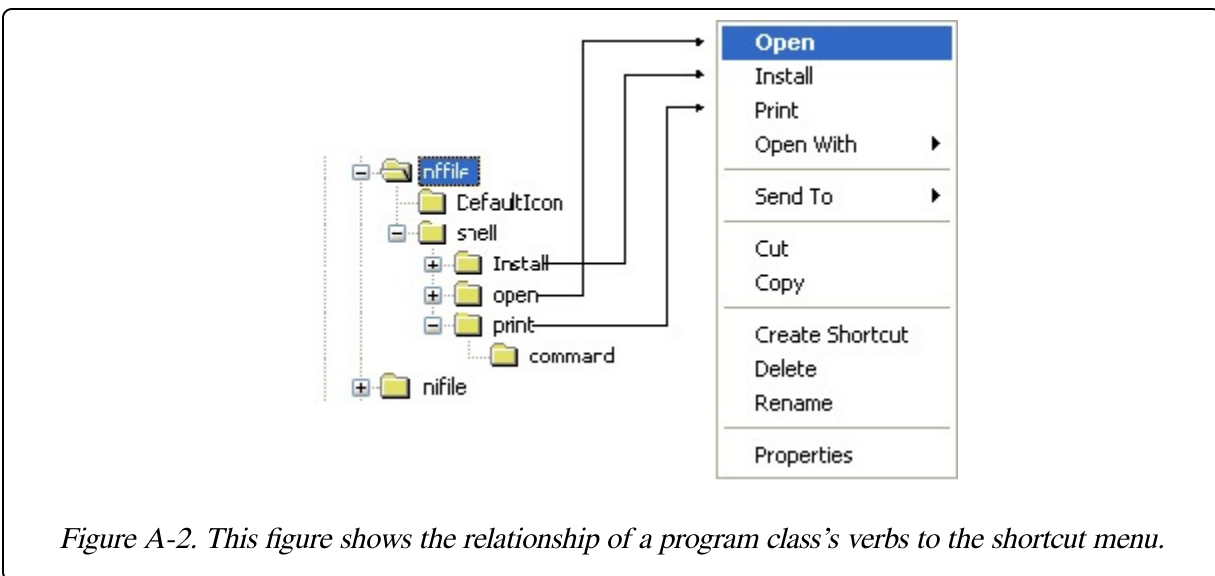 Open
Install
Print
Open With
Send To
Cut
Copy
Create Shortcut
Delete
Rename
Properties
nffile
DefaultIcon
shell
Install
open
print
command
nifile
Figure A-2. This figure shows the relationship of a program class’s verbs to the shortcut menu.